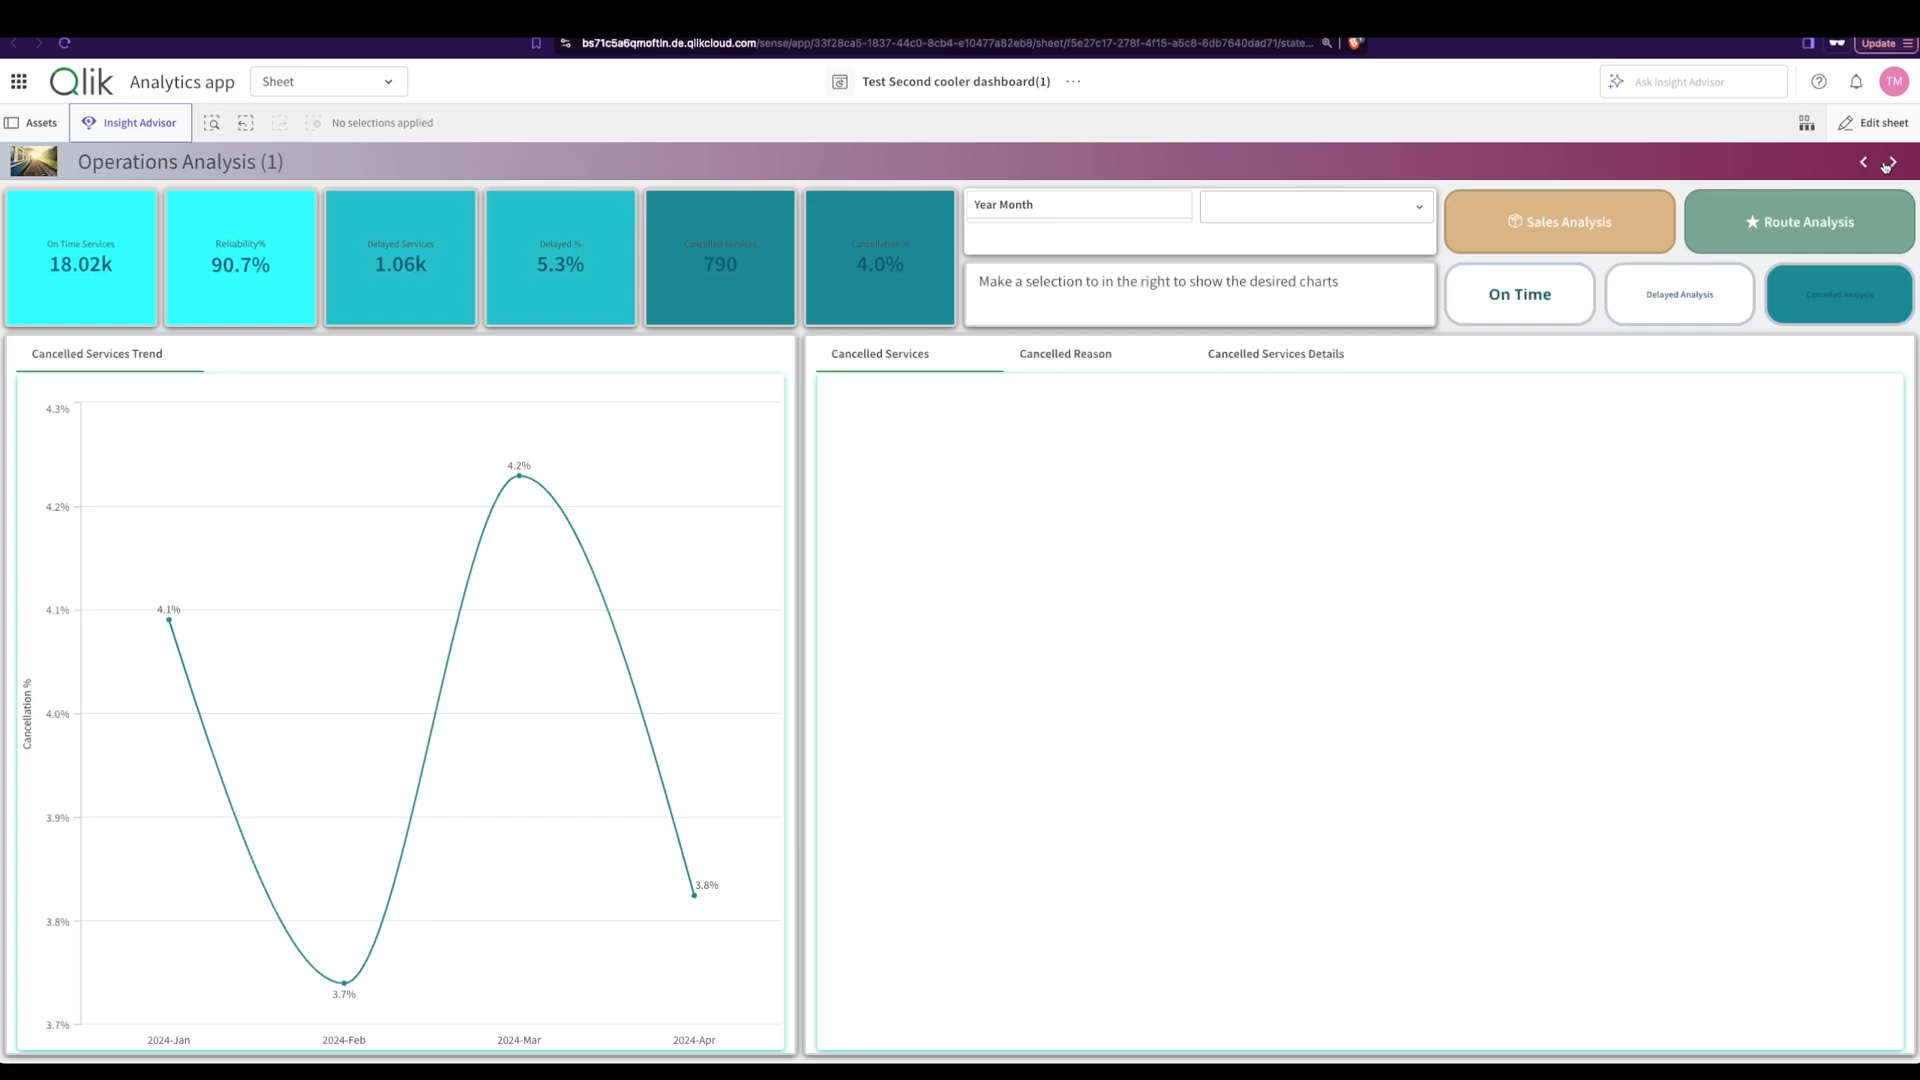 bs71c5a6qmoftin.de.qlikcloud.com/sense/app/33f28ca5-1837-44c0-8cb4-e10477a82eb8/sheet/f5e27c17-278f-4f15-a5c8-6db7640dad71/state...
Update
Qlik
Analytics app
Sheet
Test Second cooler dashboard(1)
...
Ask Insight Advisor
TM
Assets
Insight Advisor
No selections applied
Edit sheet
Operations Analysis (1)
On Time Services
18.02k
Reliability%
90.7%
Delayed Services
1.06k
Delayed %
5.3%
Cancelled Services
790
Cancellation %
4.0%
Year Month
Make a selection to in the right to show the desired charts
Sales Analysis
Route Analysis
On Time
Delayed Analysis
Cancelled Analysis
Cancelled Services Trend
Cancelled Services
Cancelled Reason
Cancelled Services Details
Cancellation %
4.3%
4.2%
4.1%
4.0%
3.9%
3.8%
3.7%
4.1%
3.7%
4.2%
3.8%
2024-Jan
2024-Feb
2024-Mar
2024-Apr